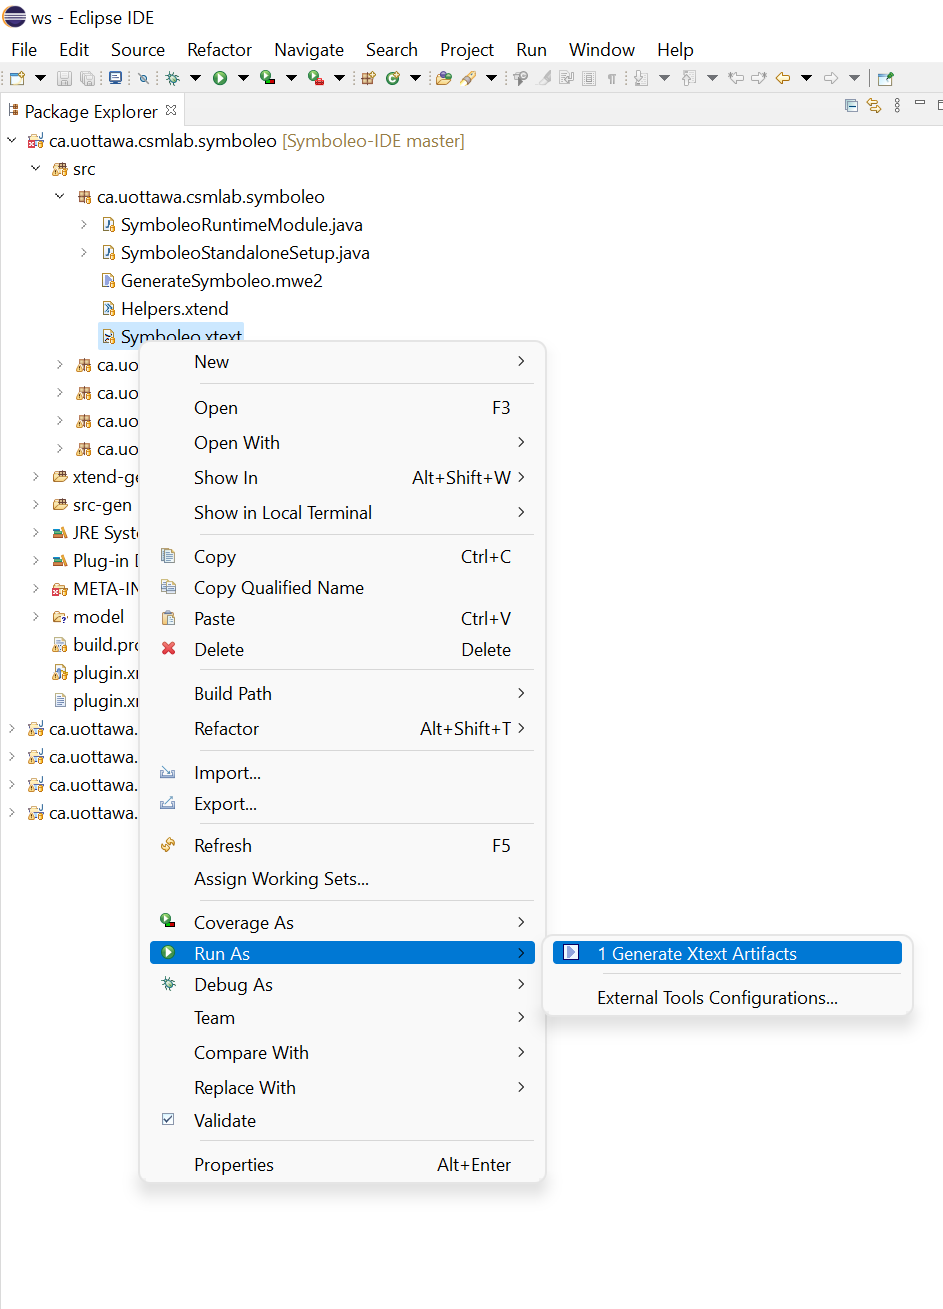 ws - Eclipse IDE
File Edit Source Refactor Navigate Search Project Run Window Help
Package Explorer
ca.uottawa.csmlab.symboleo [Symboleo-IDE master]
src
ca.uottawa.csmlab.symboleo
SymboleoRuntimeModule.java
SymboleoStandaloneSetup.java
GenerateSymboleo.mwe2
Helpers.xtend
Symboleo.xtext
ca.uo
ca.uo
ca.uo
ca.uo
xtend-ge
src-gen
JRE Syst
Plug-in D
META-IN
model
build.pro
plugin.x
plugin.x
ca.uottawa.
ca.uottawa.
ca.uottawa.
ca.uottawa.
New
Open F3
Open With
Show In Alt+Shift+W
Show in Local Terminal
Copy Ctrl+C
Copy Qualified Name
Paste Ctrl+V
Delete Delete
Build Path
Refactor Alt+Shift+T
Import...
Export...
Refresh F5
Assign Working Sets...
Coverage As
Run As
Debug As
Team
Compare With
Replace With
Validate
Properties Alt+Enter
1 Generate Xtext Artifacts
External Tools Configurations...